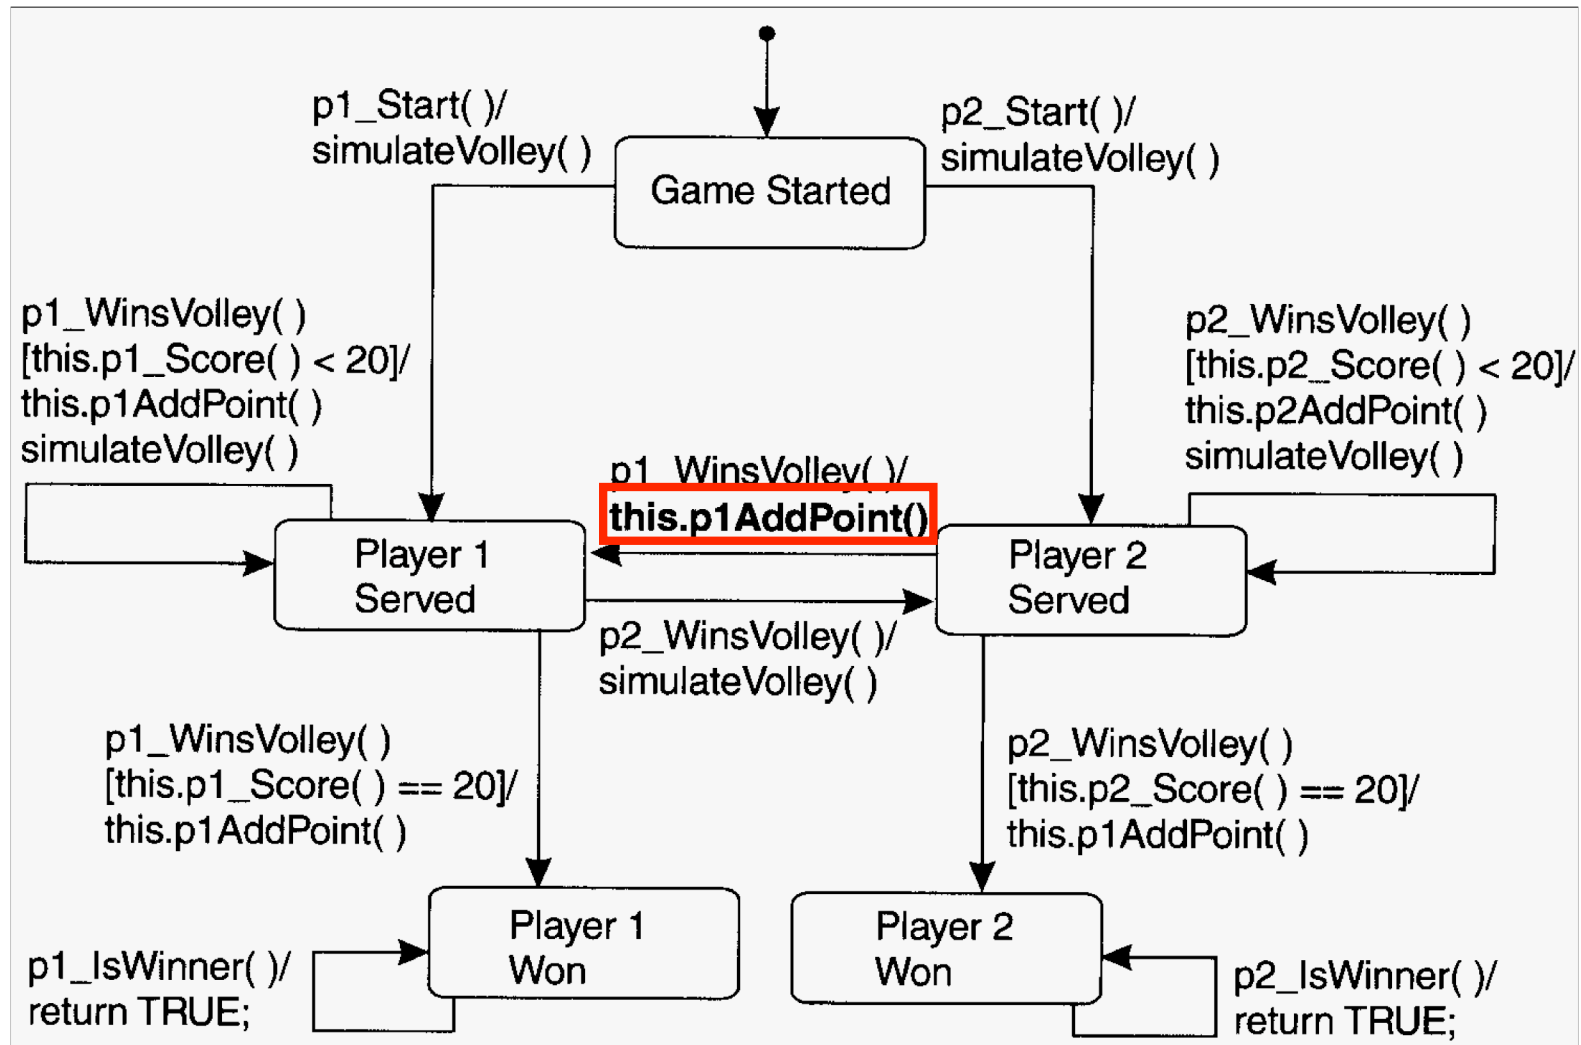 p1_Start( )/
simulateVolley( )
p2_Start( )/
simulateVolley( )
Game Started
p1_WinsVolley( )
[this.p1_Score( ) < 20]/
this.p1AddPoint( )
simulateVolley( )
p2_WinsVolley( )
[this.p2_Score( ) < 20]/
this.p2AddPoint( )
simulateVolley( )
p1_WinsVolley( )/
this.p1AddPoint()
Player 1
Served
Player 2
Served
p2_WinsVolley( )/
simulateVolley( )
p1_WinsVolley( )
[this.p1_Score( ) == 20]/
this.p1AddPoint( )
p2_WinsVolley( )
[this.p2_Score( ) == 20]/
this.p1AddPoint( )
Player 1
Won
Player 2
Won
p1_IsWinner( )/
return TRUE;
p2_IsWinner( )/
return TRUE;